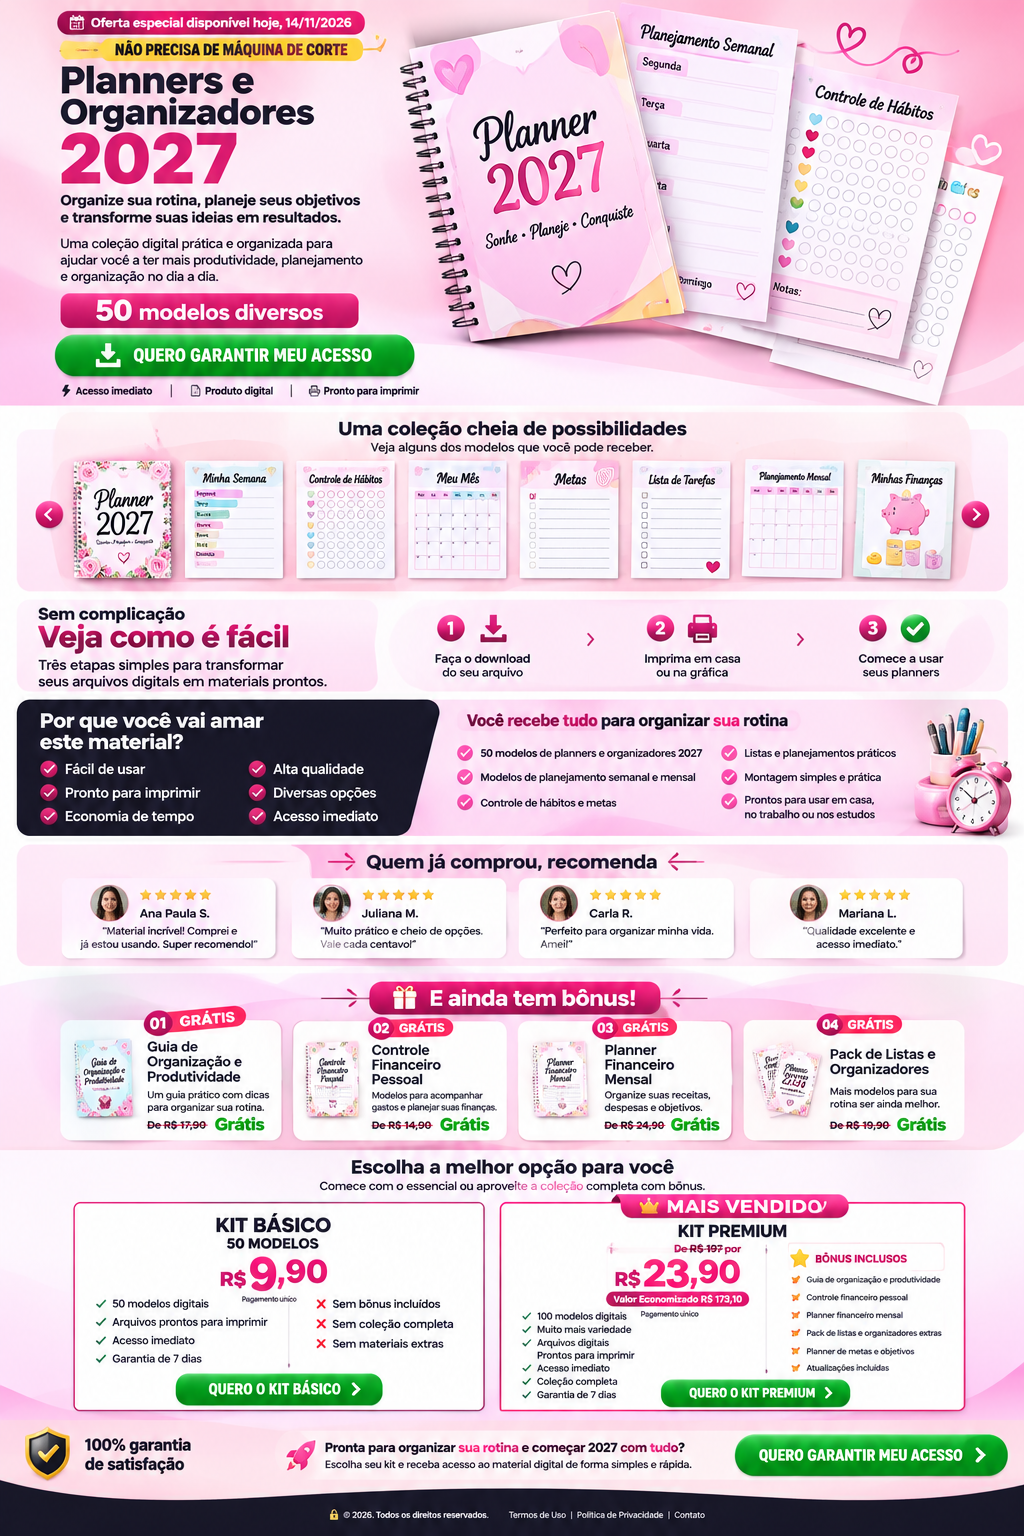 Oferta especial disponível hoje, 14/11/2026
NÃO PRECISA DE MÁQUINA DE CORTE
Planners e
Organizadores
2027
Organize sua rotina, planeje seus objetivos
e transforme suas ideias em resultados.
Uma coleção digital prática e organizada para
ajudar você a ter mais produtividade, planejamento
e organização no dia a dia.
50 modelos diversos
QUERO GARANTIR MEU ACESSO
Acesso imediato | Produto digital | Pronto para imprimir
Planner
2027
Sonhe • Planeje • Conquiste
Planejamento Semanal
Segunda
Terça
Controle de Hábitos
Notas:
Uma coleção cheia de possibilidades
Veja alguns dos modelos que você pode receber.
Planner
2027
Minha Semana
Controle de Hábitos
Meu Mês
Metas
Lista de Tarefas
Planejamento Mensal
Minhas Finanças
Sem complicação
Veja como é fácil
Três etapas simples para transformar
seus arquivos digitais em materiais prontos.
1
Faça o download
do seu arquivo
2
Imprima em casa
ou na gráfica
3
Comece a usar
seus planners
Por que você vai amar
este material?
Fácil de usar
Pronto para imprimir
Economia de tempo
Alta qualidade
Diversas opções
Acesso imediato
Você recebe tudo para organizar sua rotina
50 modelos de planners e organizadores 2027
Modelos de planejamento semanal e mensal
Controle de hábitos e metas
Listas e planejamentos práticos
Montagem simples e prática
Prontos para usar em casa,
no trabalho ou nos estudos
Quem já comprou, recomenda
Ana Paula S.
"Material incrível! Comprei e
já estou usando. Super recomendo!"
Juliana M.
"Muito prático e cheio de opções.
Vale cada centavo!"
Carla R.
"Perfeito para organizar minha vida.
Amei!"
Mariana L.
"Qualidade excelente e
acesso imediato."
E ainda tem bônus!
01 GRÁTIS
Guia de
Organização e
Produtividade
Um guia prático com dicas
para organizar sua rotina.
De R$ 17,90 Grátis
02 GRÁTIS
Controle
Financeiro
Pessoal
Modelos para acompanhar
gastos e planejar suas finanças.
De R$ 14,90 Grátis
03 GRÁTIS
Planner
Financeiro
Mensal
Organize suas receitas,
despesas e objetivos.
De R$ 24,90 Grátis
04 GRÁTIS
Pack de Listas e
Organizadores
Mais modelos para sua
rotina ser ainda melhor.
De R$ 19,90 Grátis
Escolha a melhor opção para você
Comece com o essencial ou aproveite a coleção completa com bônus.
KIT BÁSICO
50 MODELOS
R$ 9,90
Pagamento único
50 modelos digitais
Arquivos prontos para imprimir
Acesso imediato
Garantia de 7 dias
Sem bônus incluídos
Sem coleção completa
Sem materiais extras
QUERO O KIT BÁSICO
MAIS VENDIDO
KIT PREMIUM
De R$ 197 por
R$ 23,90
Valor Economizado R$ 173,10
Pagamento único
100 modelos digitais
Muito mais variedade
Arquivos digitais
Prontos para imprimir
Acesso imediato
Coleção completa
Garantia de 7 dias
BÔNUS INCLUSOS
Guia de organização e produtividade
Controle financeiro pessoal
Planner financeiro mensal
Pack de listas e organizadores extras
Planner de metas e objetivos
Atualizações incluídas
QUERO O KIT PREMIUM
100% garantia
de satisfação
Pronta para organizar sua rotina e começar 2027 com tudo?
Escolha seu kit e receba acesso ao material digital de forma simples e rápida.
QUERO GARANTIR MEU ACESSO
© 2026. Todos os direitos reservados. Termos de Uso | Política de Privacidade | Contato